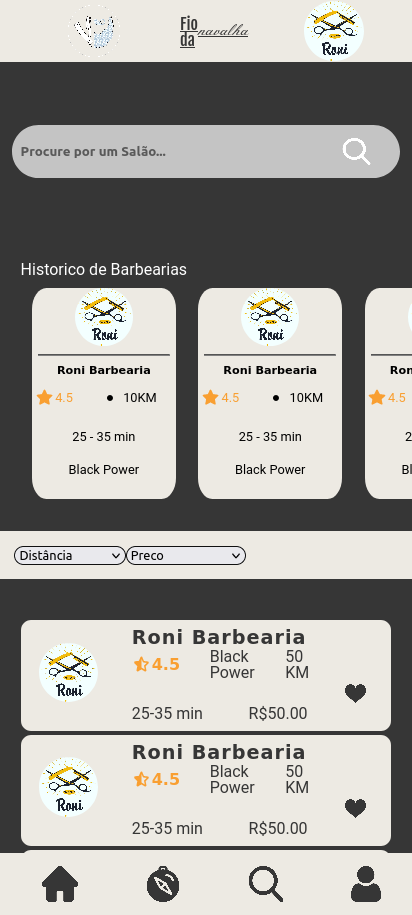 Fio
da navalha
Roni
Procure por um Salão...
Historico de Barbearias
Roni
Roni
Roni Barbearia
Roni Barbearia
Ron
4.5
10KM
4.5
10KM
4.5
25 - 35 min
25 - 35 min
2
Black Power
Black Power
Bl
Distância
Preco
Roni Barbearia
Roni
4.5
Black
Power
50
KM
25-35 min
R$50.00
Roni Barbearia
Roni
4.5
Black
Power
50
KM
25-35 min
R$50.00